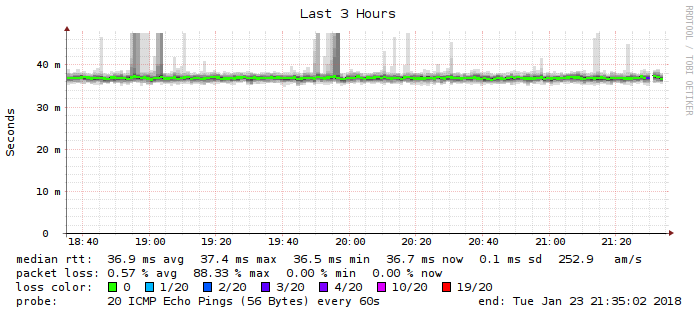 Last 3 Hours
RRDTOOL / TOBI OETIKER
Seconds
40 m
30 m
20 m
10 m
0
18:40 19:00 19:20 19:40 20:00 20:20 20:40 21:00 21:20
median rtt: 36.9 ms avg 37.4 ms max 36.5 ms min 36.7 ms now 0.1 ms sd 252.9 am/s
packet loss: 0.57 % avg 88.33 % max 0.00 % min 0.00 % now
loss color: 0 1/20 2/20 3/20 4/20 10/20 19/20
probe: 20 ICMP Echo Pings (56 Bytes) every 60s end: Tue Jan 23 21:35:02 2018